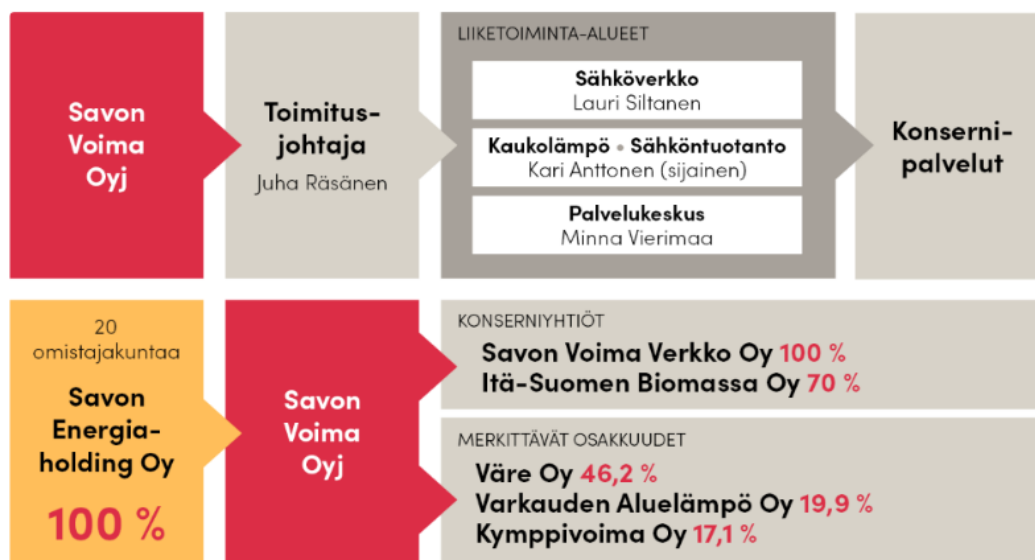 Savon
Voima
Oyj
Toimitus-
johtaja
Juha Räsänen
LIIKETOIMINTA-ALUEET
Sähköverkko
Lauri Siltanen
Kaukolämpö • Sähköntuotanto
Kari Anttonen (sijainen)
Palvelukeskus
Minna Vierimaa
Konserni-
palvelut
20
omistajakuntaa
Savon
Energia-
holding Oy
100 %
Savon
Voima
Oyj
KONSERNIYHTIÖT
Savon Voima Verkko Oy 100 %
Itä-Suomen Biomassa Oy 70 %
MERKITTÄVÄT OSAKKUUDET
Väre Oy 46,2 %
Varkauden Aluelämpö Oy 19,9 %
Kymppivoima Oy 17,1 %